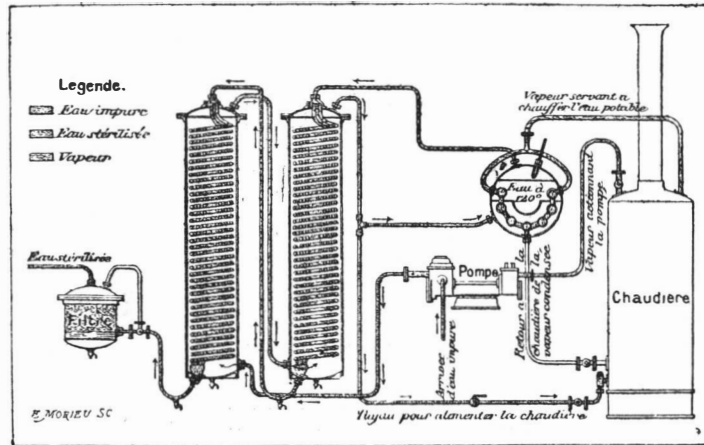 Legende.
Eau impure
Eau stérilisée
Vapeur
Vapeur servant à
chauffer l'eau potable
Vapeur actionnant
la pompe
Eau à
120°
Pompe
Chaudière
Eau stérilisée
Filtre
Retour à la
chaudière de la
vapeur condensée
Arrivée
d'eau impure
Tuyau pour alimenter la chaudière
E. MORIEU SC